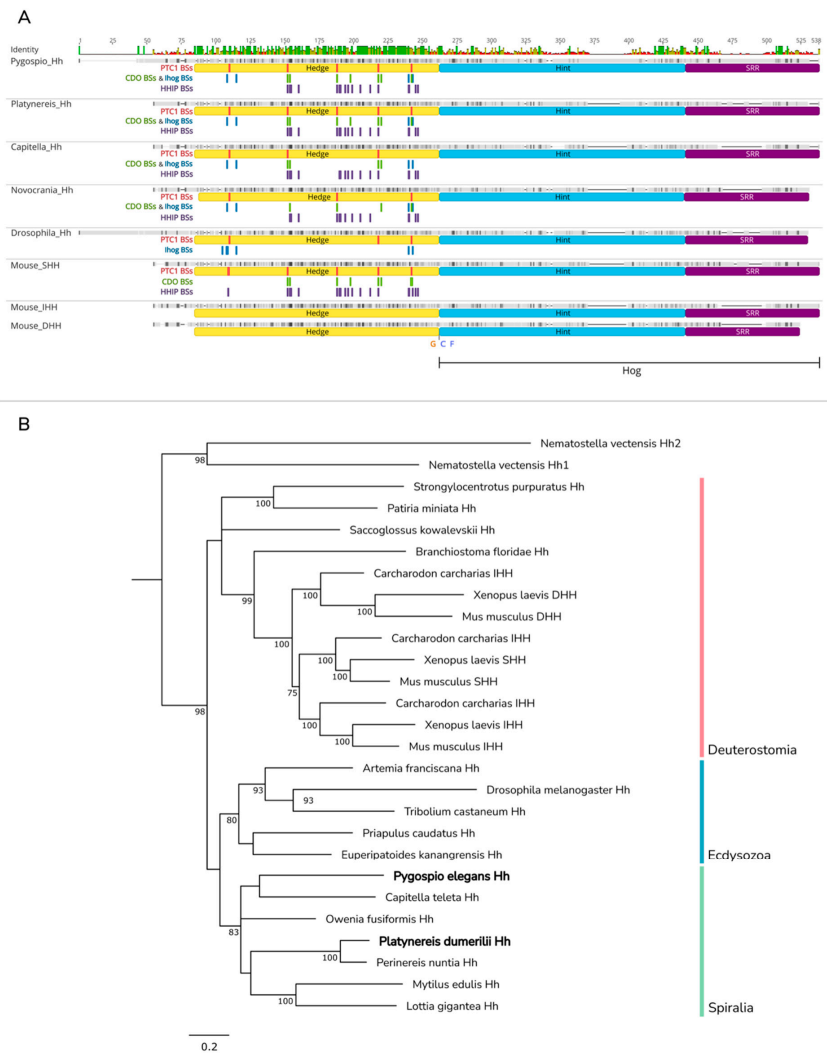 A
1 25 50 75 100 125 150 175 200 225 250 275 300 325 350 375 400 425 450 475 500 525 538
Identity
Pygospio_Hh
PTC1 BSs Hedge Hint SRR
CDO BSs & Ihog BSs
HHIP BSs
Platynereis_Hh
PTC1 BSs Hedge Hint SRR
CDO BSs & Ihog BSs
HHIP BSs
Capitella_Hh
PTC1 BSs Hedge Hint SRR
CDO BSs & Ihog BSs
HHIP BSs
Novocrania_Hh
PTC1 BSs Hedge Hint SRR
CDO BSs & Ihog BSs
HHIP BSs
Drosophila_Hh
PTC1 BSs Hedge Hint SRR
Ihog BSs
Mouse_SHH
PTC1 BSs Hedge Hint SRR
CDO BSs
HHIP BSs
Mouse_IHH
Hedge Hint SRR
Mouse_DHH
Hedge Hint SRR
G C F
Hog
B
Nematostella vectensis Hh2
98
Nematostella vectensis Hh1
Strongylocentrotus purpuratus Hh
100
Patiria miniata Hh
Saccoglossus kowalevskii Hh
Branchiostoma floridae Hh
Carcharodon carcharias IHH
99
100
Xenopus laevis DHH
100
Mus musculus DHH
Carcharodon carcharias IHH
100
100
Xenopus laevis SHH
100
Mus musculus SHH
75
Carcharodon carcharias IHH
98
100
Xenopus laevis IHH
100
Mus musculus IHH
Deuterostomia
Artemia franciscana Hh
93
Drosophila melanogaster Hh
93
Tribolium castaneum Hh
80
Priapulus caudatus Hh
Euperipatoides kanangrensis Hh
Ecdysozoa
Pygospio elegans Hh
Capitella teleta Hh
Owenia fusiformis Hh
83
Platynereis dumerilii Hh
100
Perinereis nuntia Hh
Mytilus edulis Hh
100
Lottia gigantea Hh
Spiralia
0.2